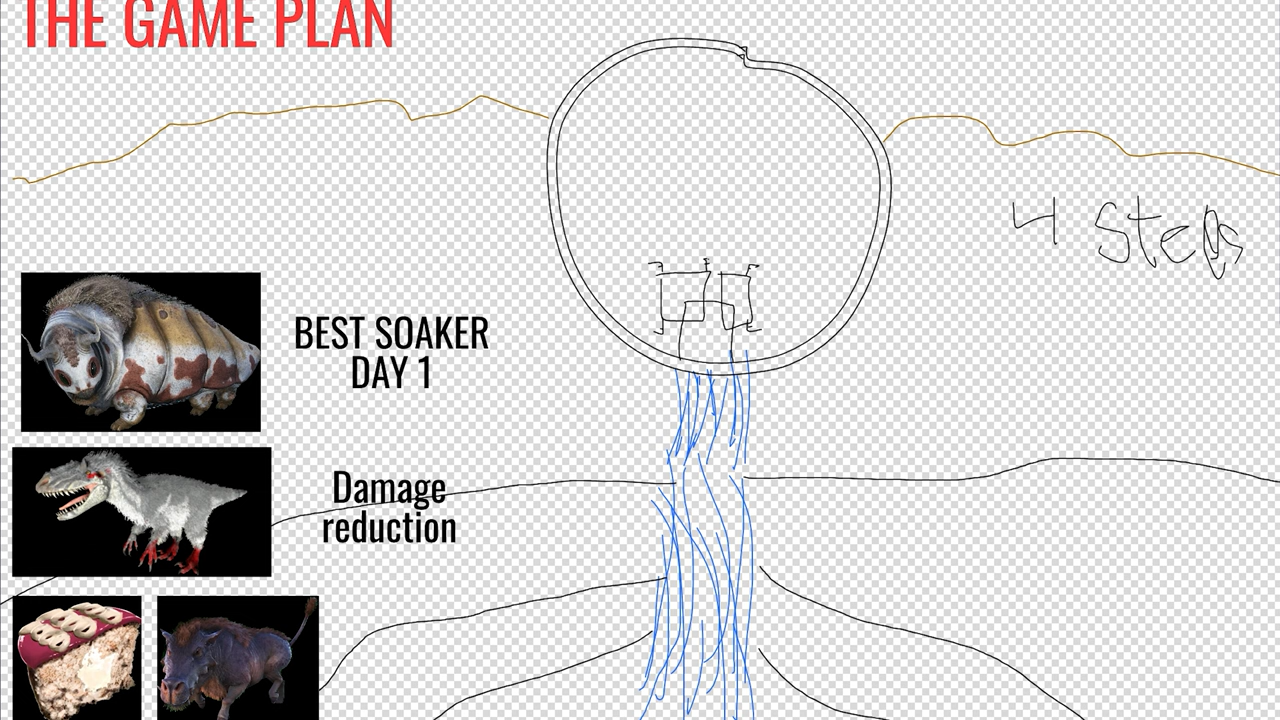 THE GAME PLAN
4 Steps
BEST SOAKER
DAY 1
Damage
reduction